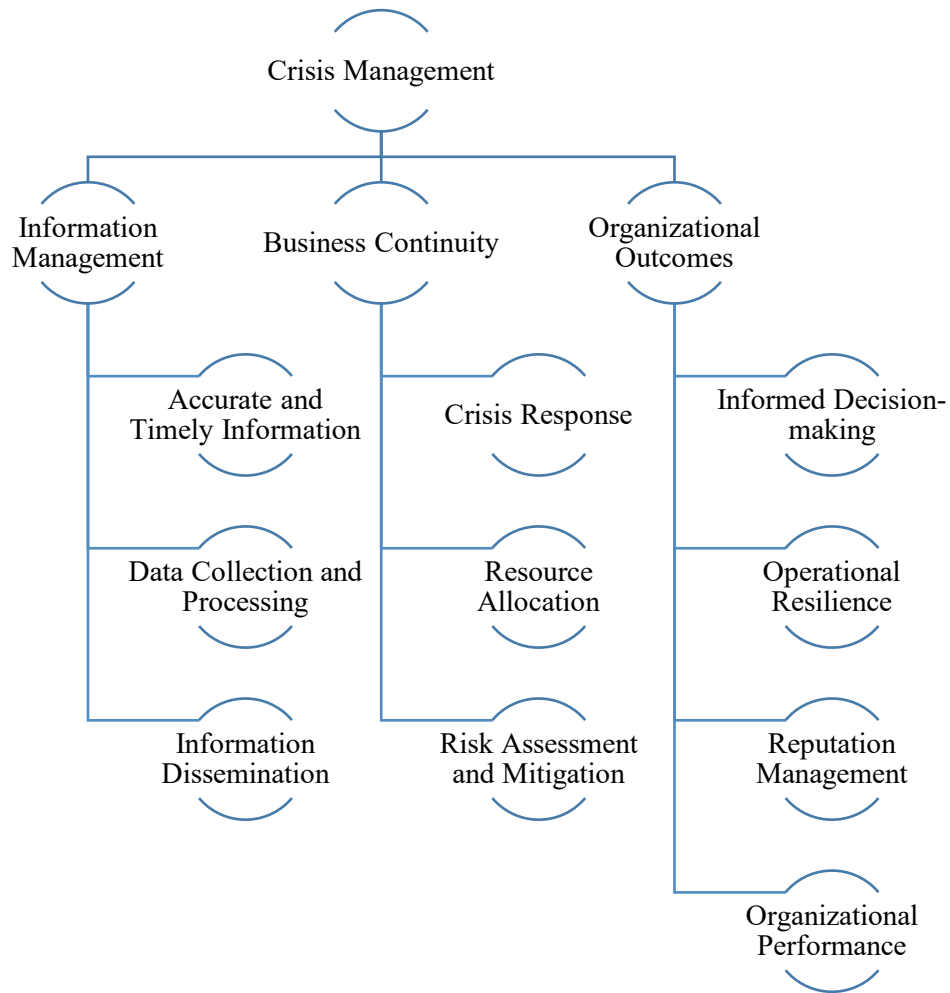 Crisis Management
Information
Management
Business Continuity
Organizational
Outcomes
Accurate and
Timely Information
Data Collection and
Processing
Information
Dissemination
Crisis Response
Resource
Allocation
Risk Assessment
and Mitigation
Informed Decision-
making
Operational
Resilience
Reputation
Management
Organizational
Performance